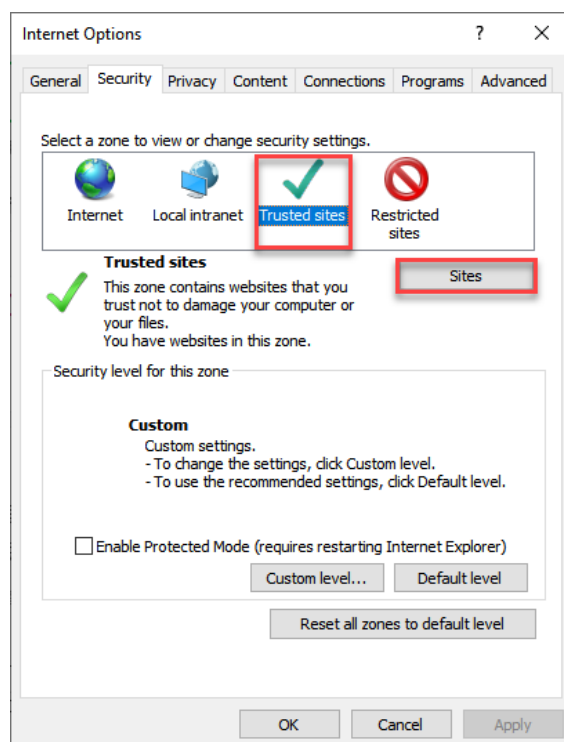 Internet Options ? ×
General Security Privacy Content Connections Programs Advanced
Select a zone to view or change security settings.
Internet Local intranet Trusted sites Restricted
sites
Trusted sites
Sites
This zone contains websites that you
trust not to damage your computer or
your files.
You have websites in this zone.
Security level for this zone
Custom
Custom settings.
- To change the settings, click Custom level.
- To use the recommended settings, click Default level.
Enable Protected Mode (requires restarting Internet Explorer)
Custom level... Default level
Reset all zones to default level
OK Cancel Apply